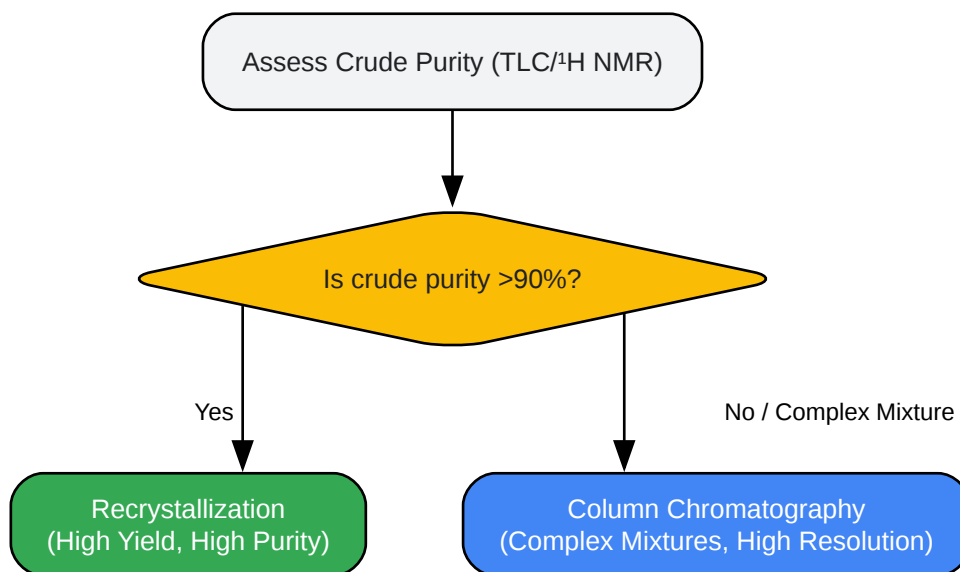 Assess Crude Purity (TLC/¹H NMR)
Is crude purity >90%?
Yes
No / Complex Mixture
Recrystallization
(High Yield, High Purity)
Column Chromatography
(Complex Mixtures, High Resolution)